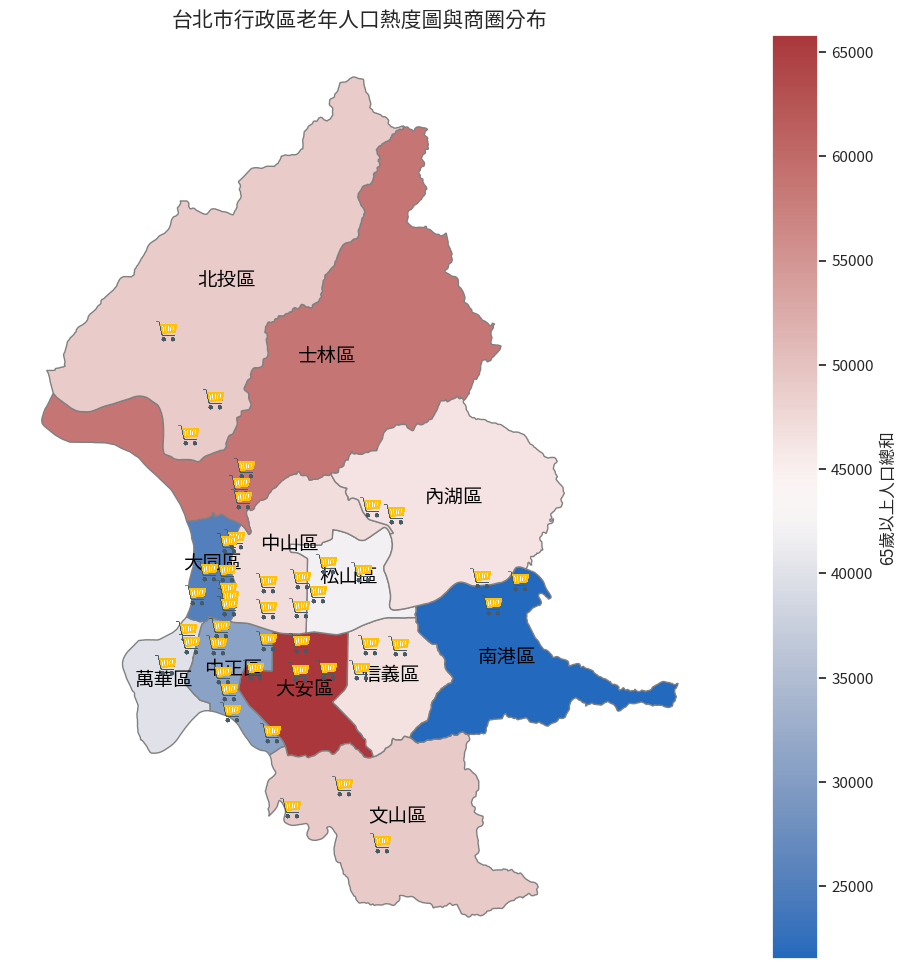 台北市行政區老年人口熱度圖與商圈分布
65000
60000
55000
50000
45000
40000
35000
30000
25000
65歲以上人口總和
北投區
士林區
內湖區
中山區
大同區
松山區
南港區
中正區
信義區
萬華區
大安區
文山區